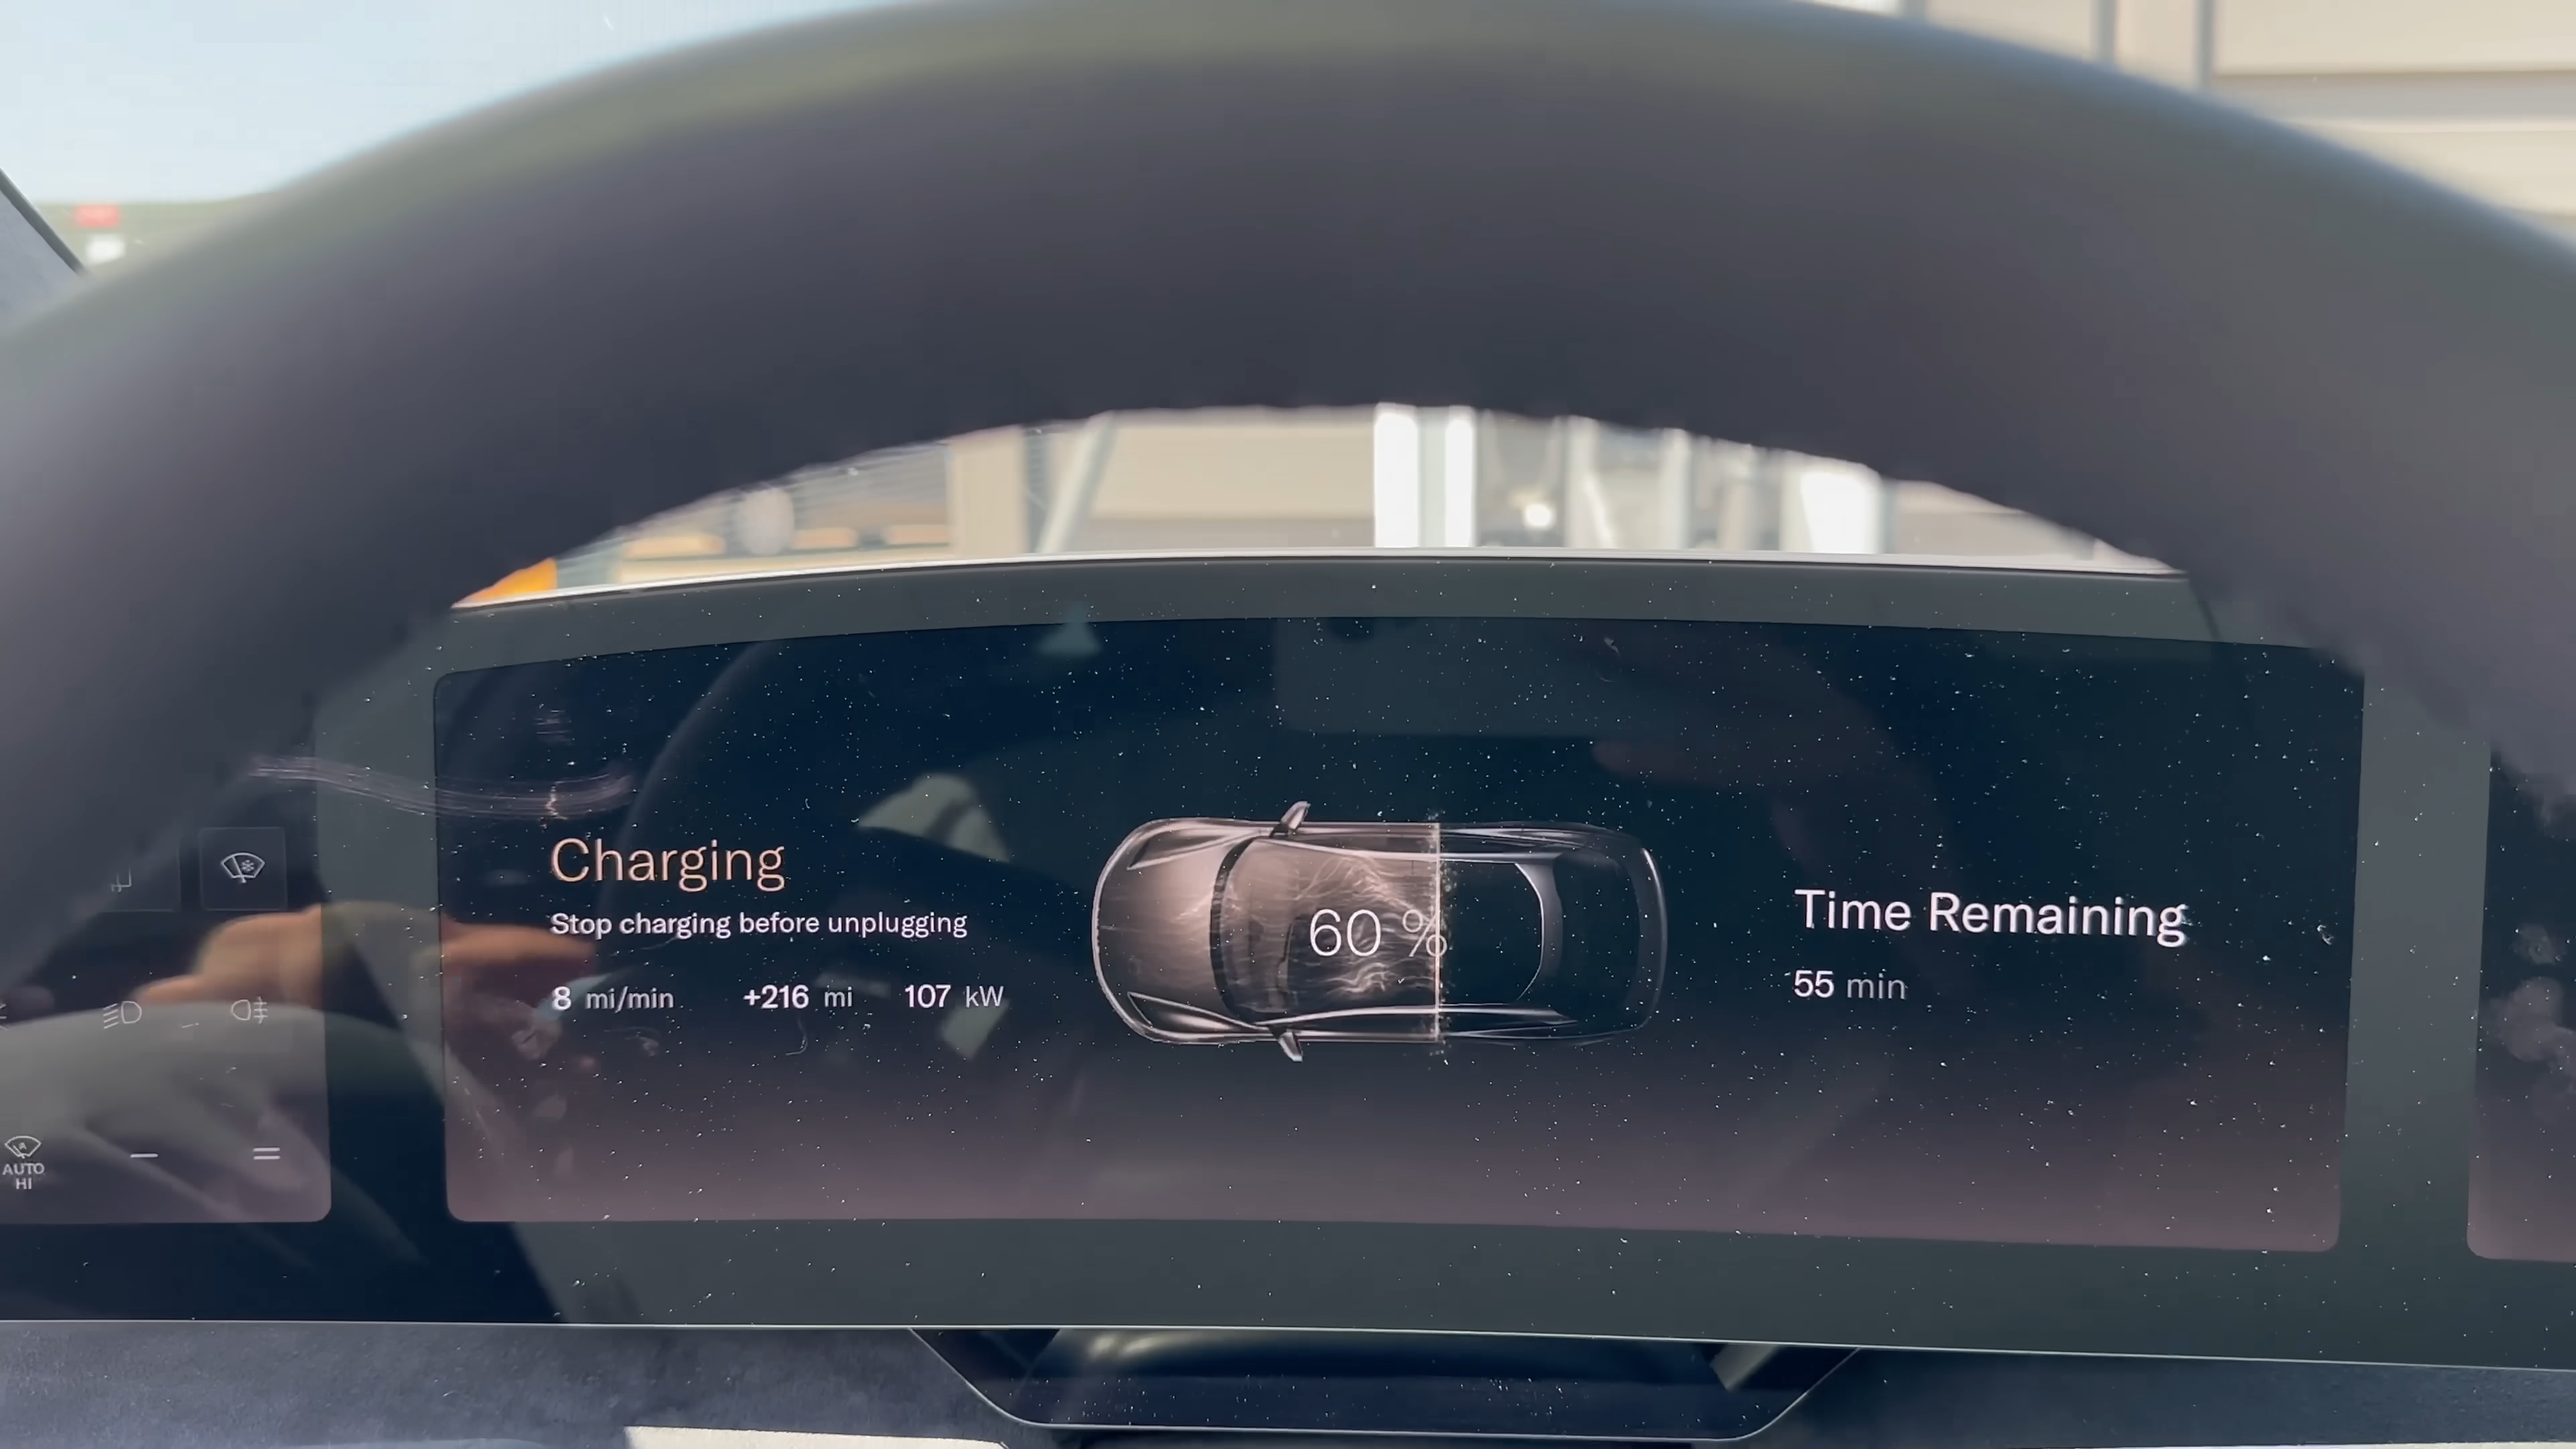 Charging
Stop charging before unplugging
8 mi/min +216 mi 107 kW
60 %
Time Remaining
55 min
AUTO
HI